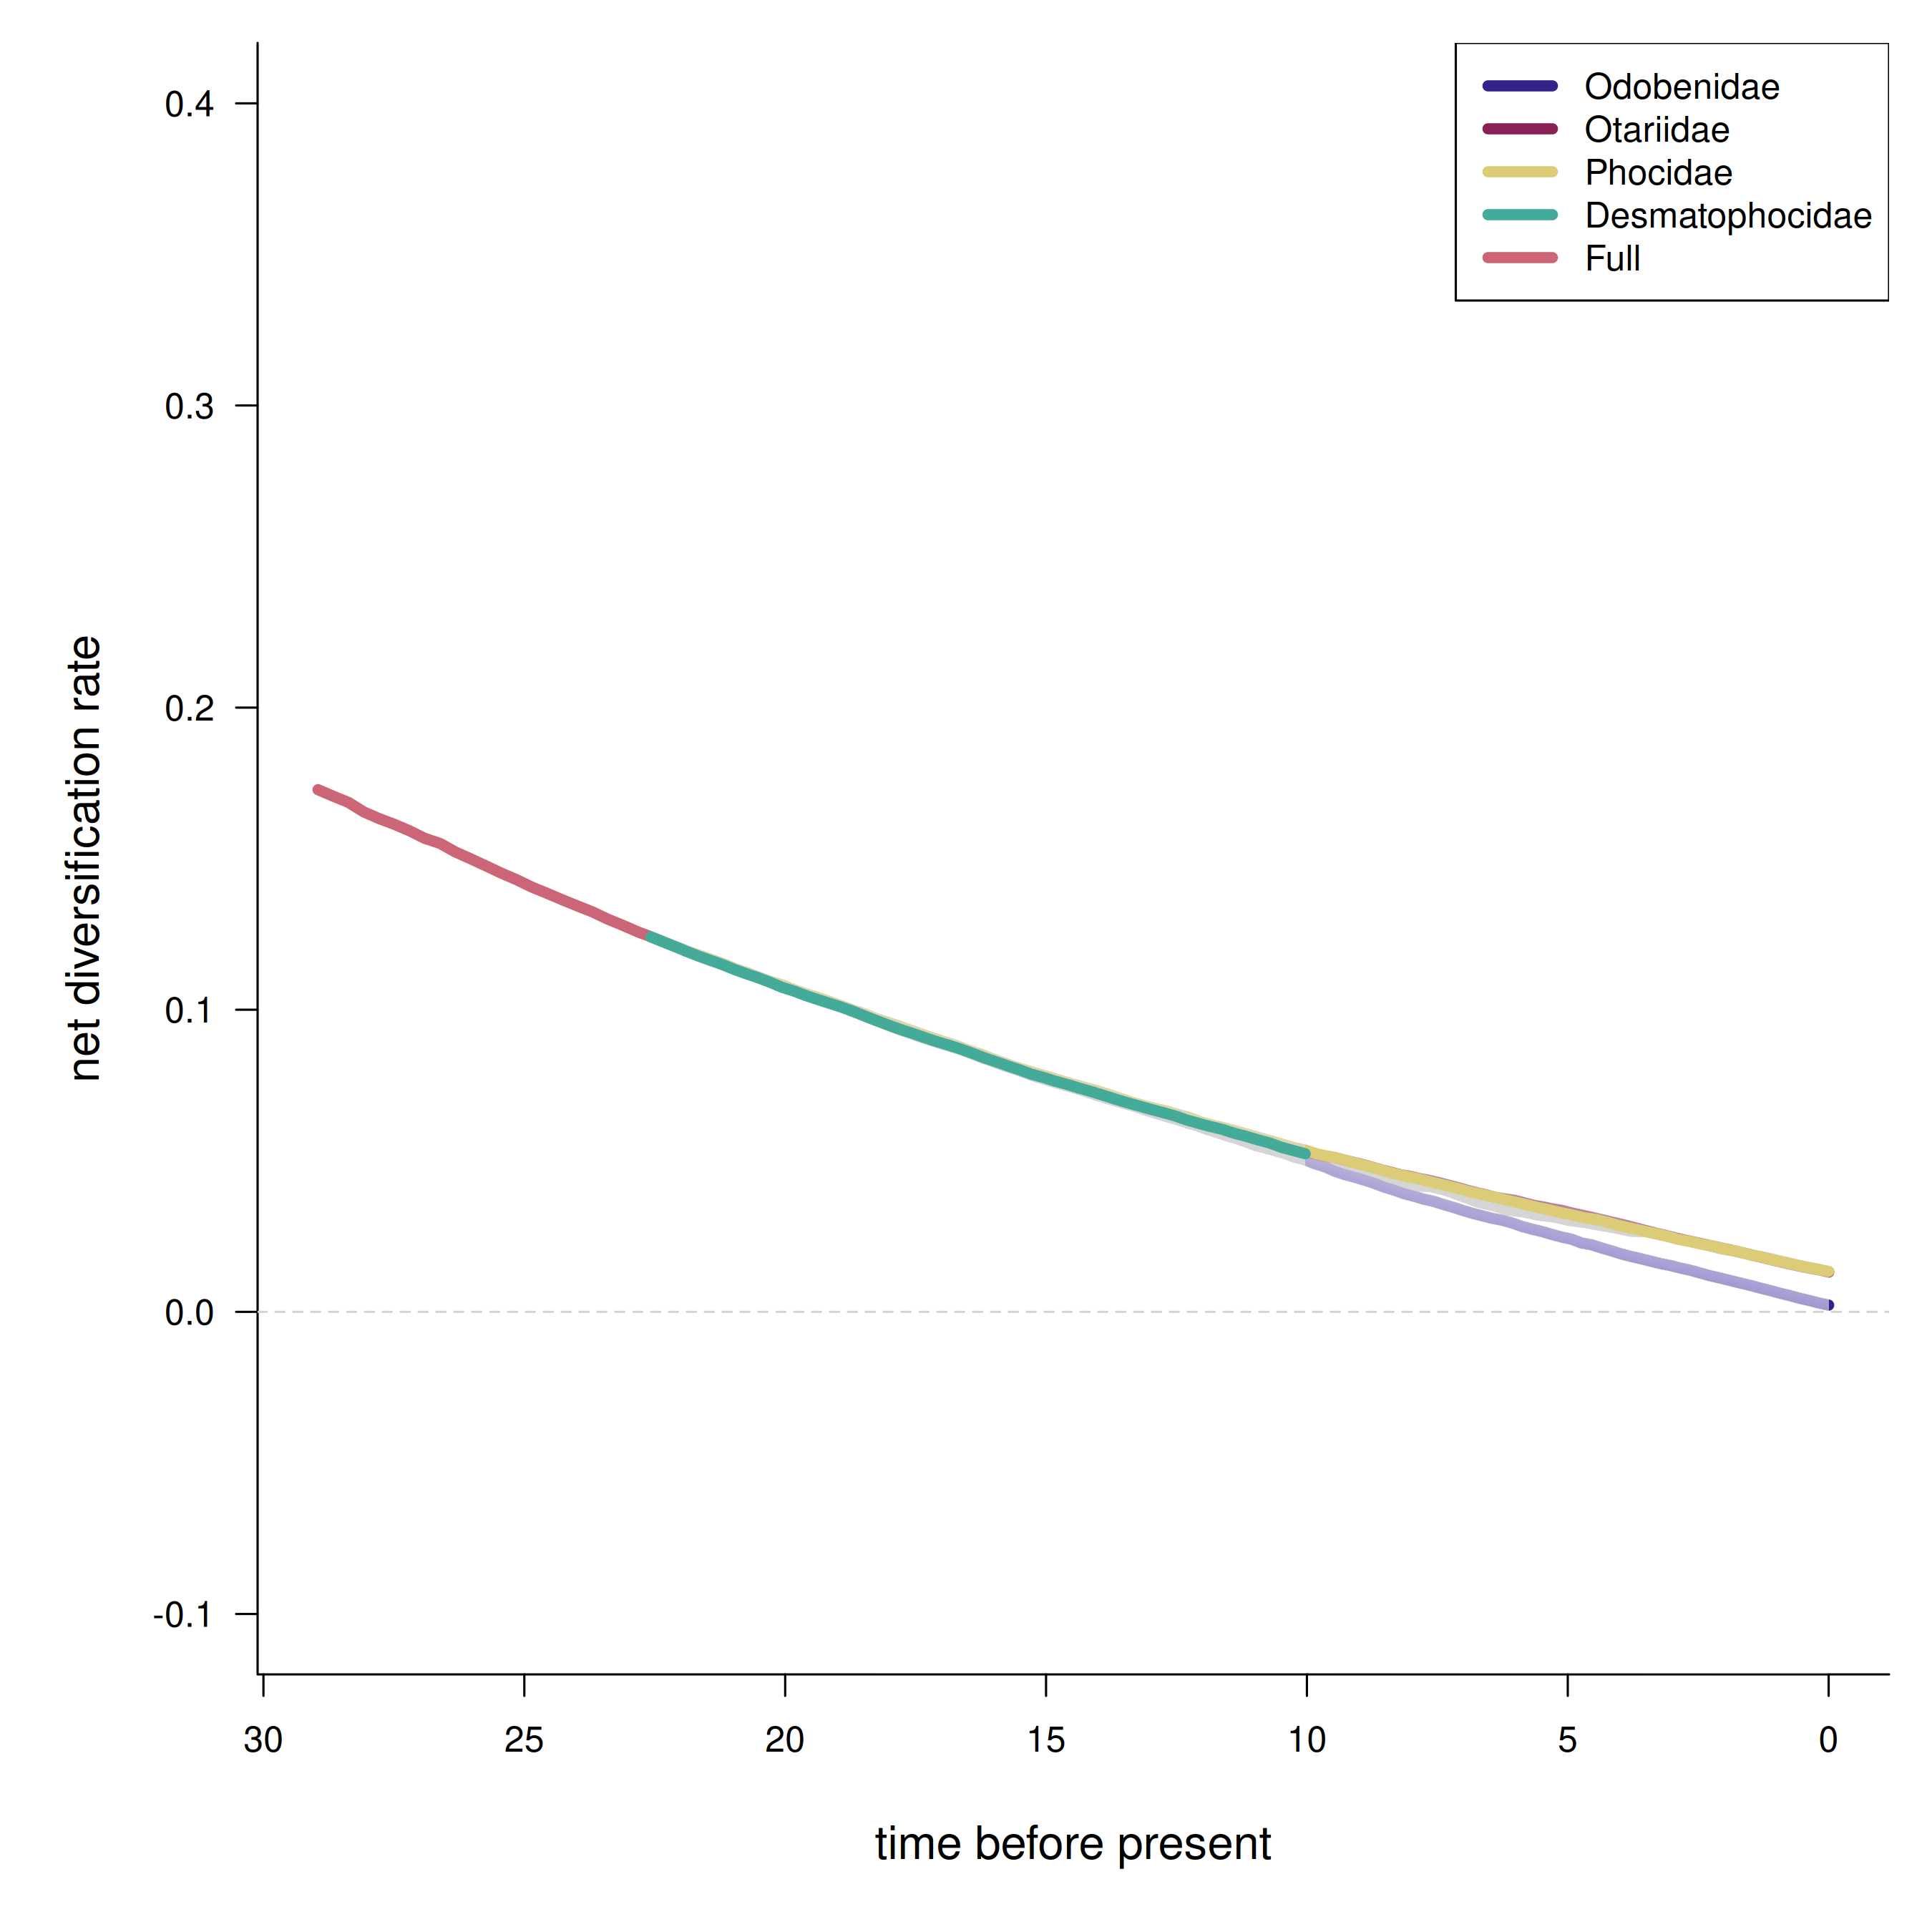 Odobenidae
Otariidae
Phocidae
Desmatophocidae
Full
net diversification rate
0.4
0.3
0.2
0.1
0.0
-0.1
30 25 20 15 10 5 0
time before present